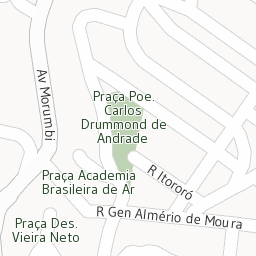 Av Morumbi
Praça Poe.
Carlos
Drummond de
Andrade
R Itororó
Praça Academia
Brasileira de Ar
R Gen Almério de Moura
Praça Des.
Vieira Neto